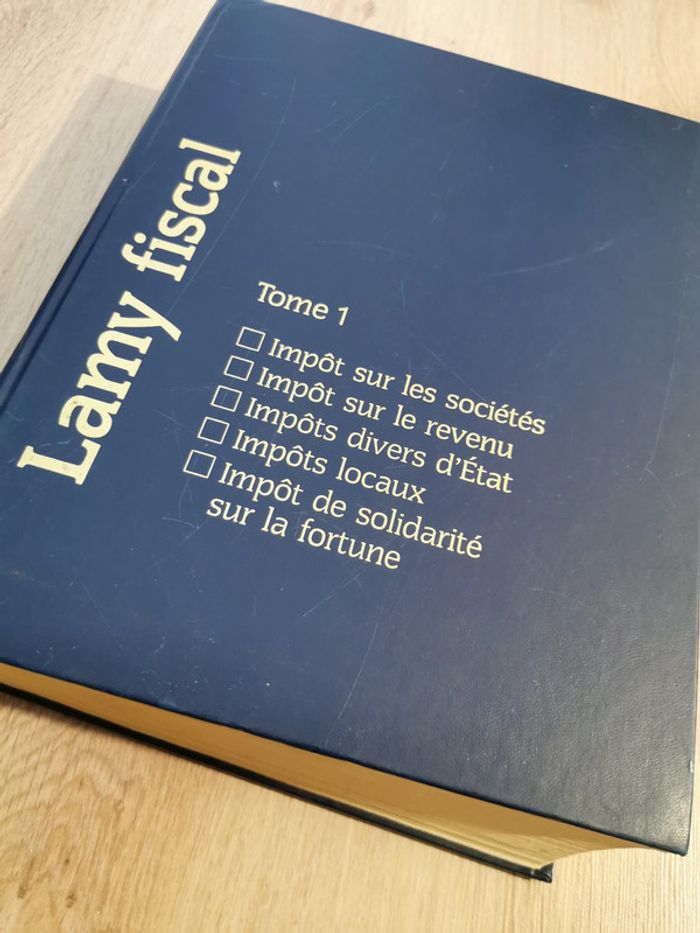 Lamy fiscal
Tome 1
☐ Impôt sur les sociétés
☐ Impôt sur le revenu
☐ Impôts divers d'État
☐ Impôts locaux
☐ Impôt de solidarité
sur la fortune